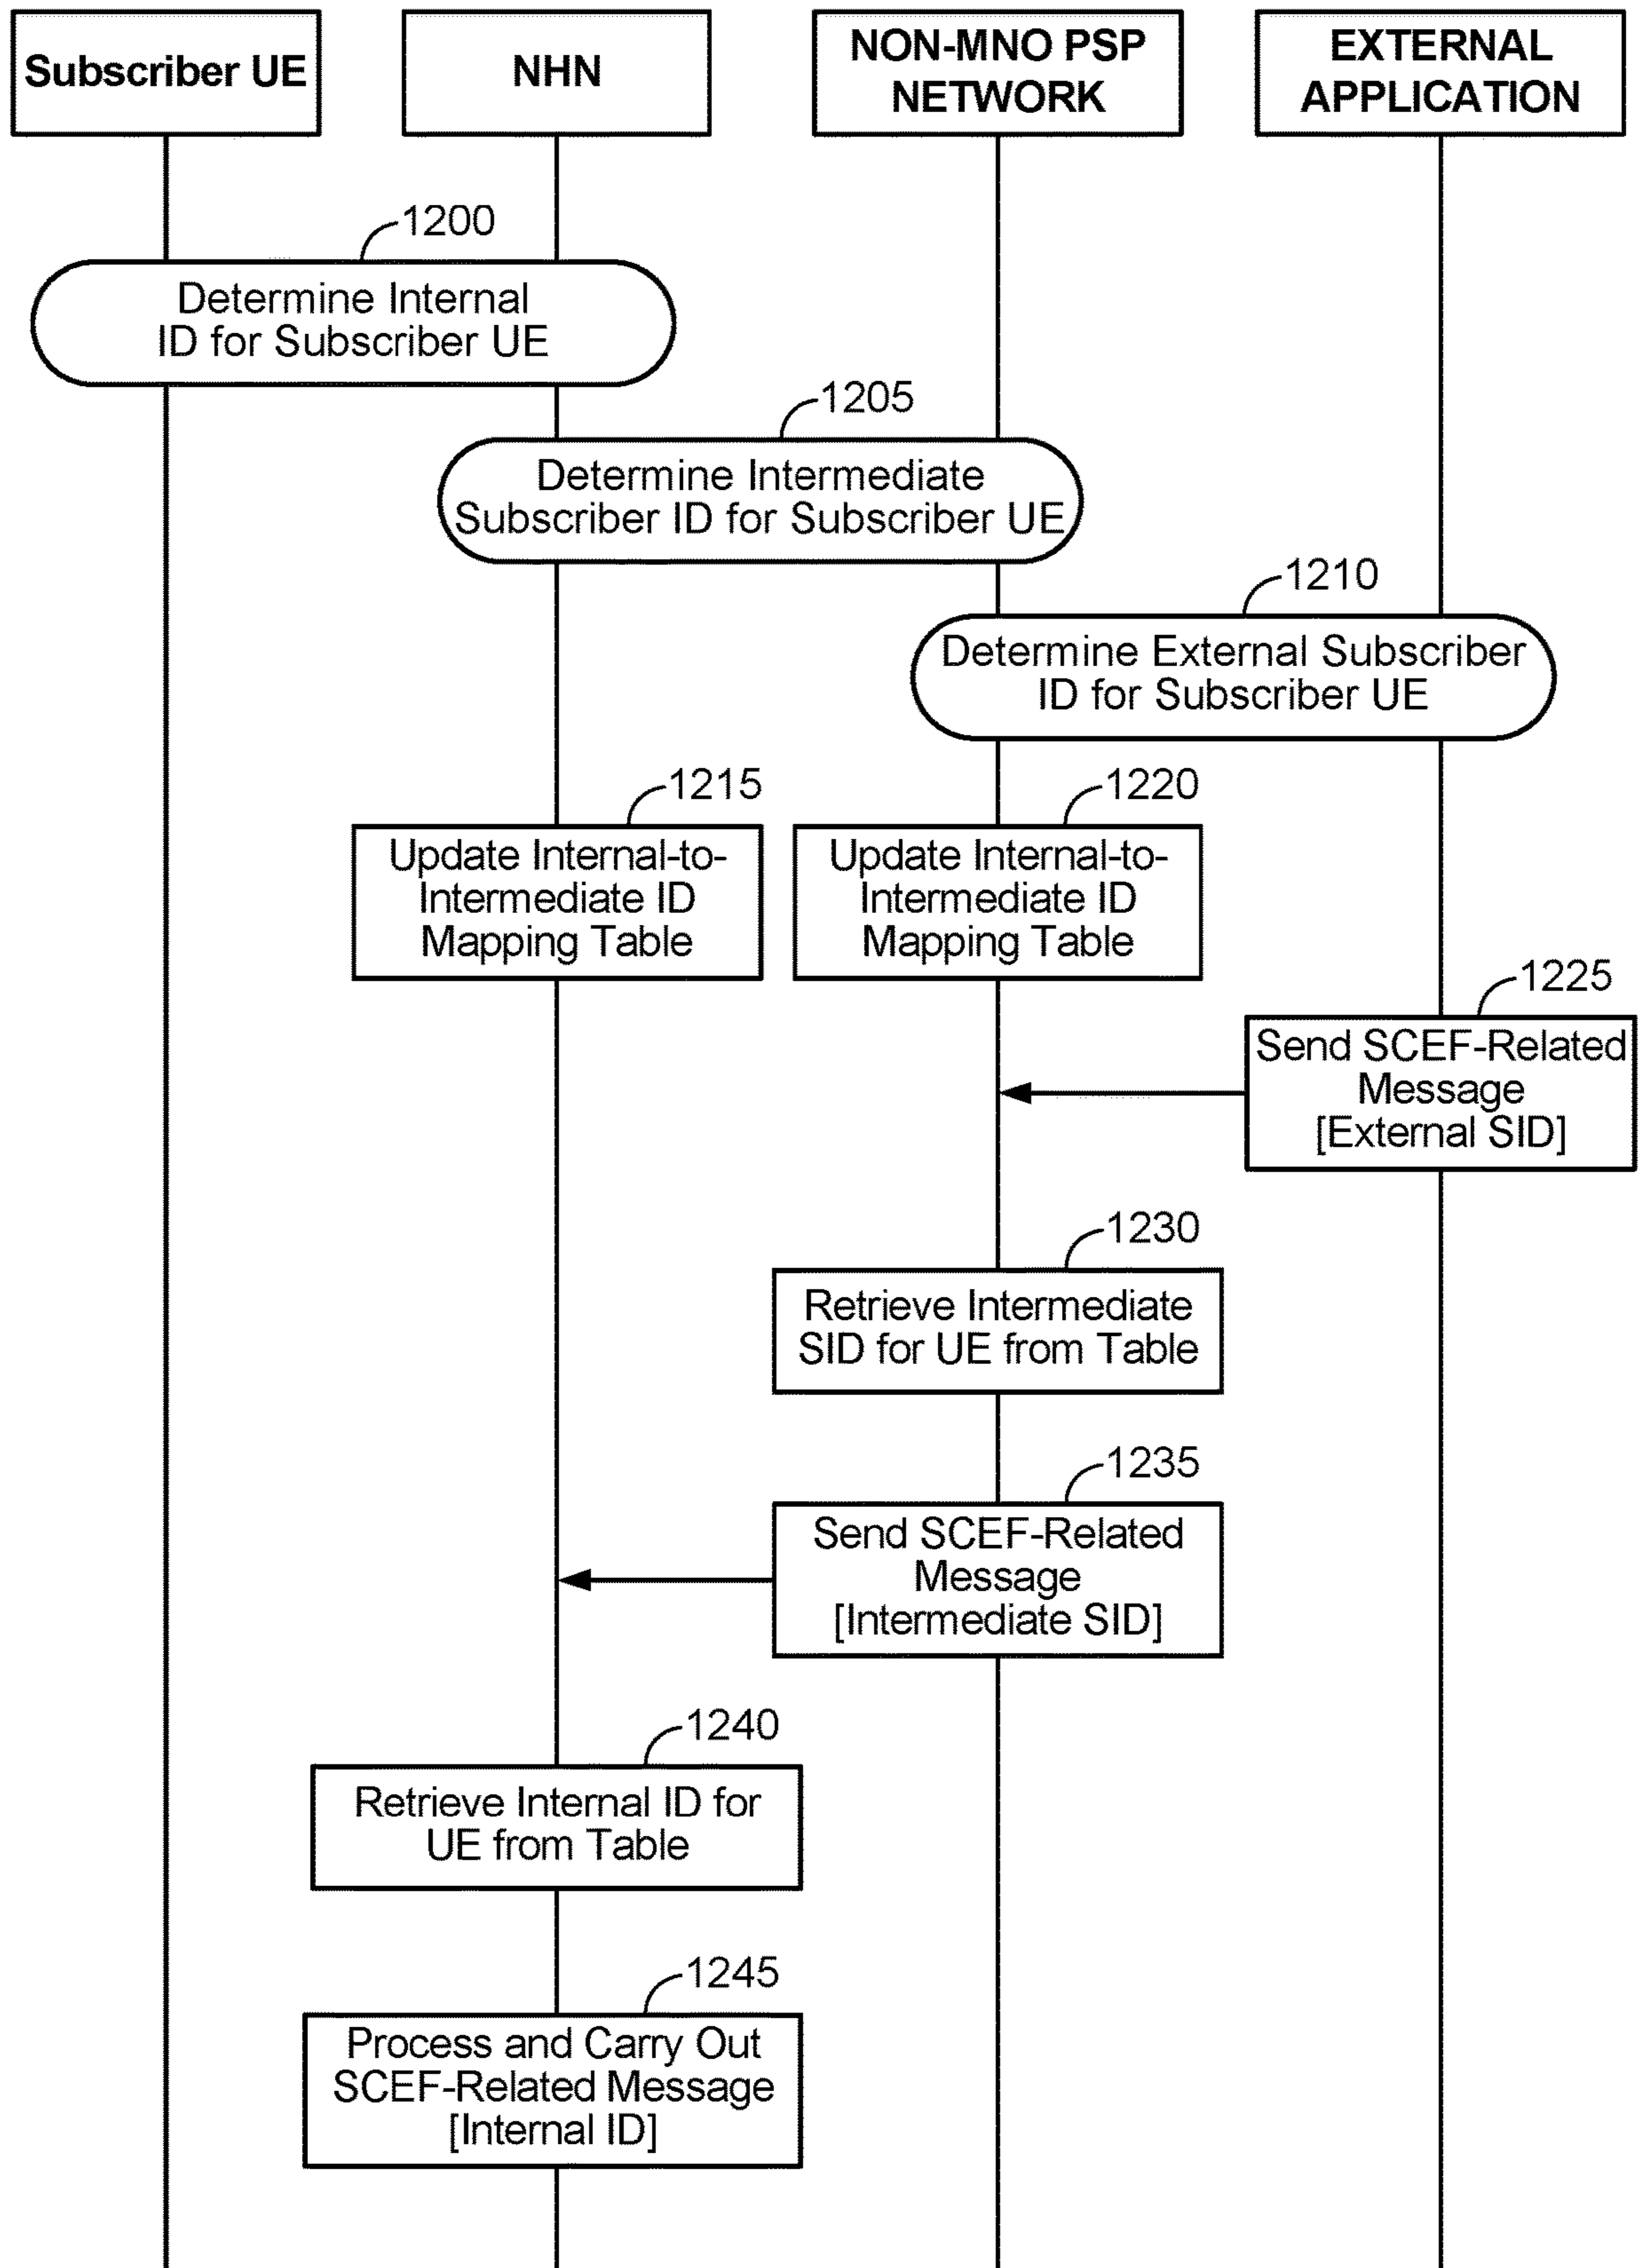 Subscriber UE
NHN
NON-MNO PSP
NETWORK
EXTERNAL
APPLICATION
1200
Determine Internal
ID for Subscriber UE
1205
Determine Intermediate
Subscriber ID for Subscriber UE
1210
Determine External Subscriber
ID for Subscriber UE
1215
Update Internal-to-
Intermediate ID
Mapping Table
1220
Update Internal-to-
Intermediate ID
Mapping Table
1225
Send SCEF-Related
Message
[External SID]
1230
Retrieve Intermediate
SID for UE from Table
1235
Send SCEF-Related
Message
[Intermediate SID]
1240
Retrieve Internal ID for
UE from Table
1245
Process and Carry Out
SCEF-Related Message
[Internal ID]